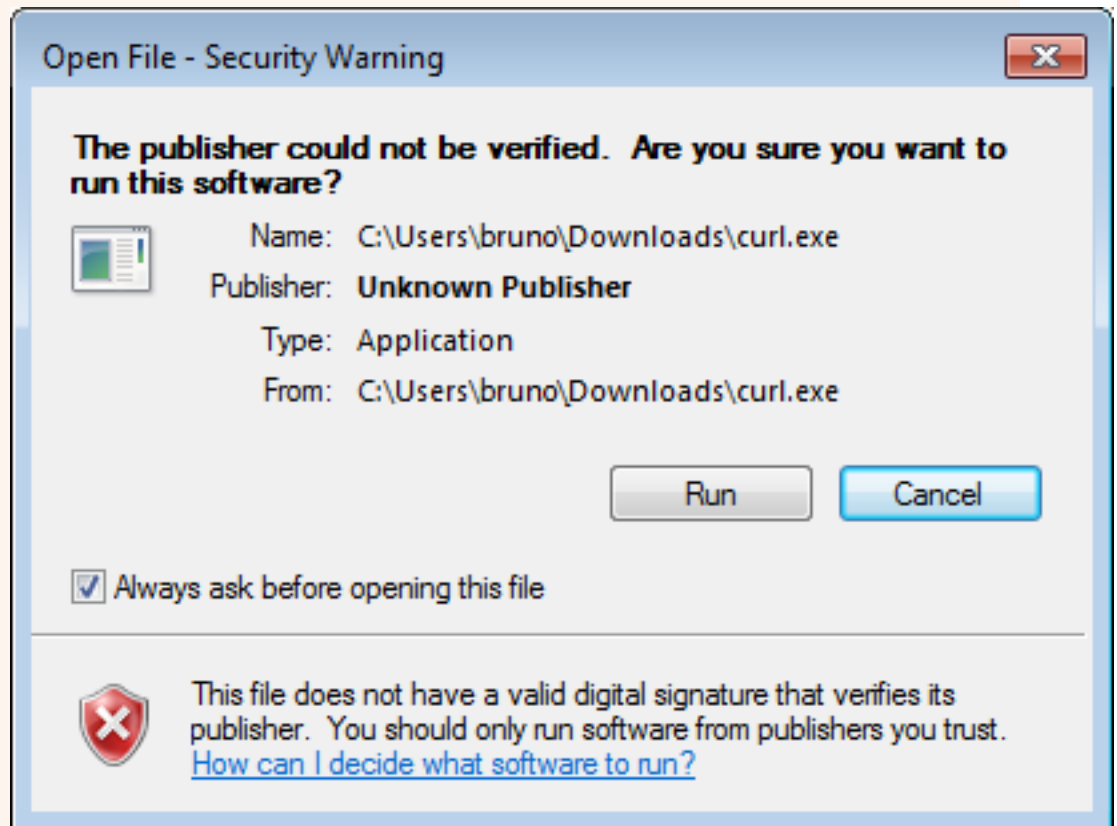 Open File - Security Warning
The publisher could not be verified.  Are you sure you want to
run this software?
Name: C:\Users\bruno\Downloads\curl.exe
Publisher: Unknown Publisher
Type: Application
From: C:\Users\bruno\Downloads\curl.exe
Run Cancel
Always ask before opening this file
This file does not have a valid digital signature that verifies its
publisher.  You should only run software from publishers you trust.
How can I decide what software to run?